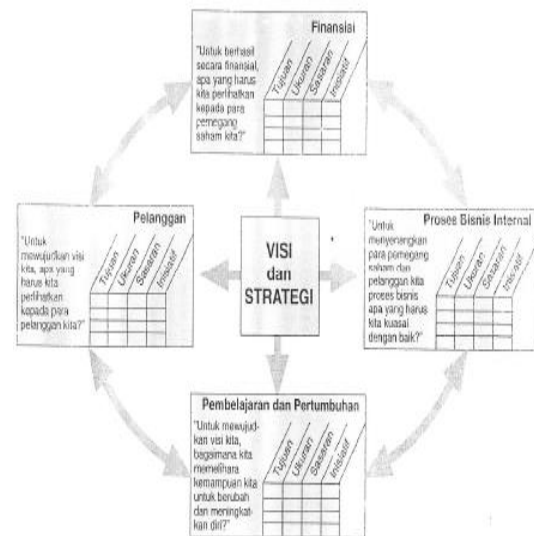 Finansial
"Untuk berhasil
secara finansial,
apa yang harus
kita perlihatkan
kepada para
pemegang
saham kita?"
Tujuan
Ukuran
Sasaran
Inisiatif
Pelanggan
"Untuk
mewujudkan visi
kita, apa yang
harus kita
perlihatkan
kepada para
pelanggan kita?"
Tujuan
Ukuran
Sasaran
Inisiatif
VISI
dan
STRATEGI
Proses Bisnis Internal
"Untuk
menyenangkan
para pemegang
saham dan
pelanggan kita
proses bisnis
apa yang harus
kita kuasai
dengan baik?"
Tujuan
Ukuran
Sasaran
Inisiatif
Pembelajaran dan Pertumbuhan
"Untuk mewujud-
kan visi kita,
bagaimana kita
memelihara
kemampuan kita
untuk berubah
dan meningkat-
kan diri?"
Tujuan
Ukuran
Sasaran
Inisiatif